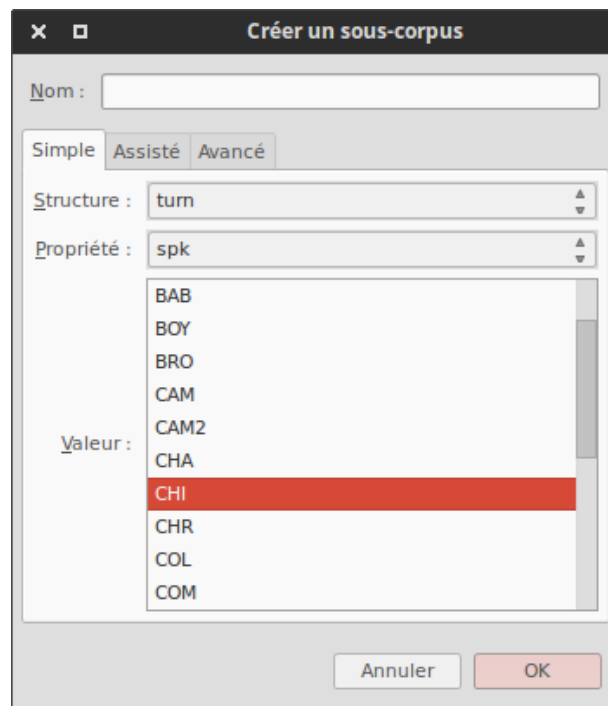 Créer un sous-corpus
Nom :
Simple Assisté Avancé
Structure : turn
Propriété : spk
BAB
BOY
BRO
CAM
CAM2
Valeur :
CHA
CHI
CHR
COL
COM
Annuler OK